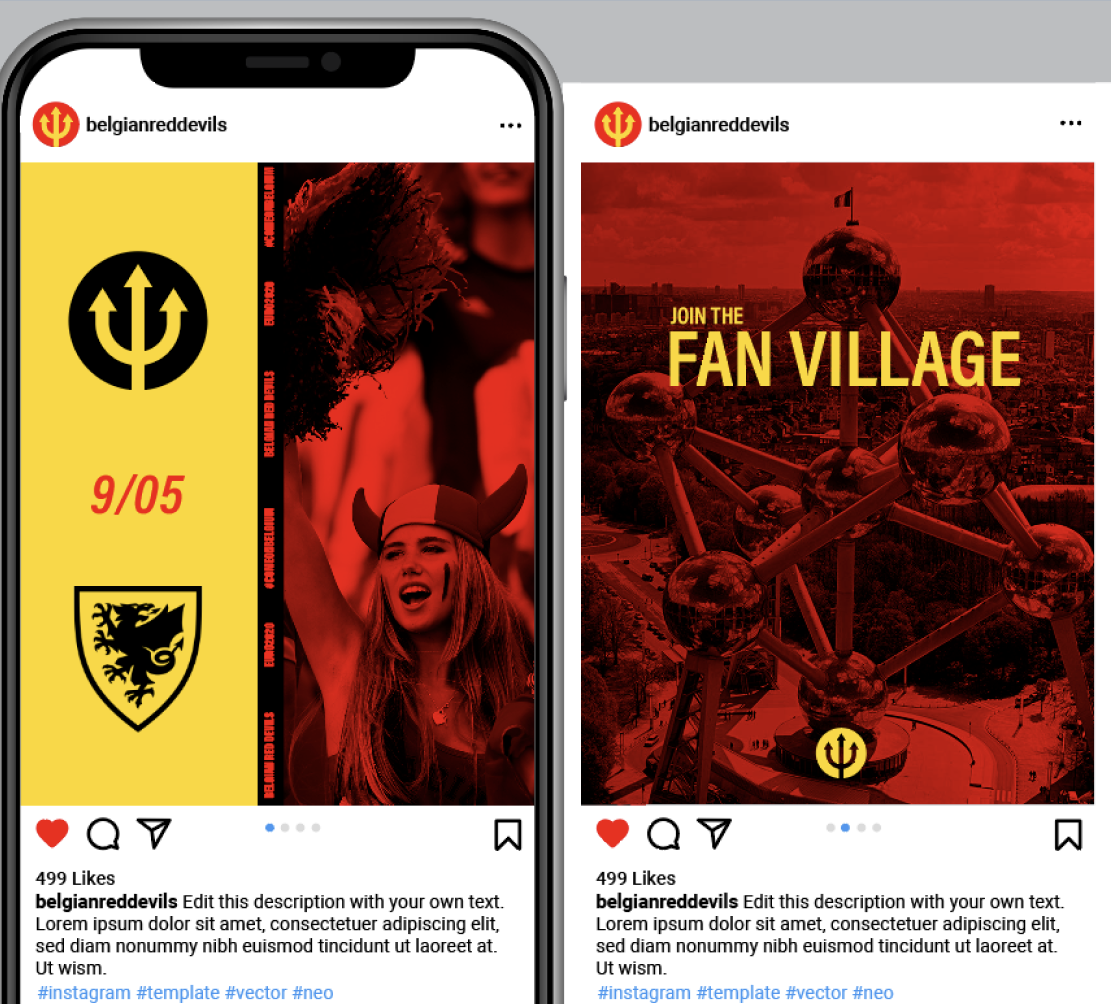 belgianreddevils
9/05
#COMEONBELGIUM
EURO2020
BELGIAN RED DEVILS
#COMEONBELGIUM
EURO2020
BELGIAN RED DEVILS
499 Likes
belgianreddevils Edit this description with your own text.
Lorem ipsum dolor sit amet, consectetuer adipiscing elit,
sed diam nonummy nibh euismod tincidunt ut laoreet at.
Ut wism.
#instagram #template #vector #neo
belgianreddevils
JOIN THE
FAN VILLAGE
499 Likes
belgianreddevils Edit this description with your own text.
Lorem ipsum dolor sit amet, consectetuer adipiscing elit,
sed diam nonummy nibh euismod tincidunt ut laoreet at.
Ut wism.
#instagram #template #vector #neo